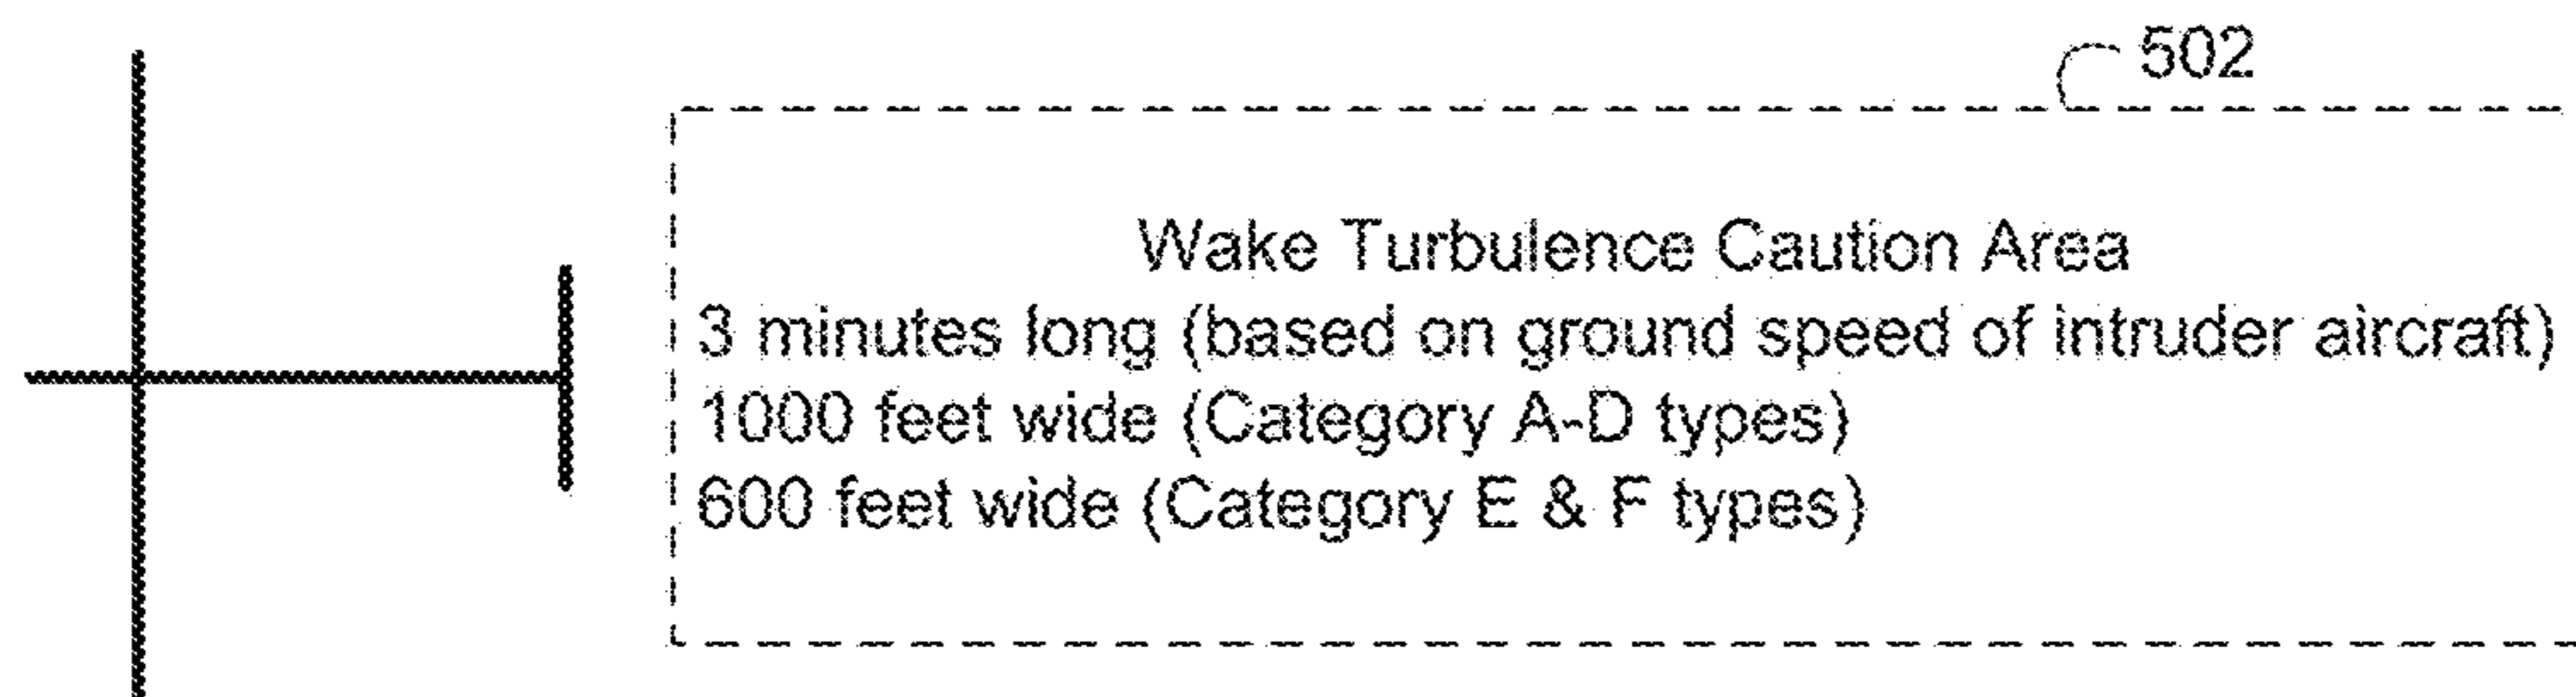 502
Wake Turbulence Caution Area
3 minutes long (based on ground speed of intruder aircraft)
1000 feet wide (Category A-D types)
600 feet wide (Category E & F types)